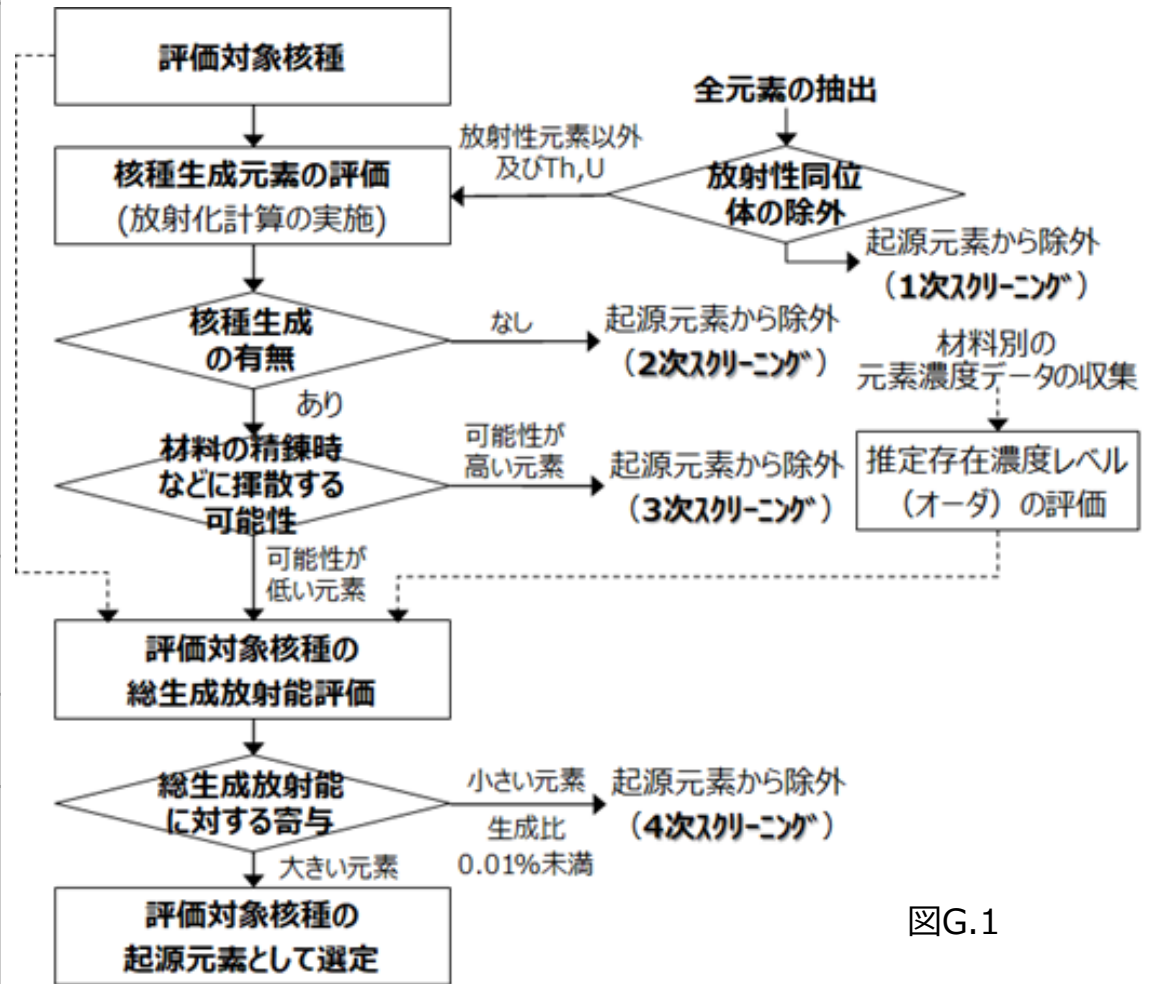 評価対象核種
全元素の抽出
放射性元素以外
及びTh,U
放射性同位
体の除外
核種生成元素の評価
(放射化計算の実施)
起源元素から除外
（1次ｽｸﾘｰﾆﾝｸﾞ）
核種生成
の有無
なし
起源元素から除外
（2次ｽｸﾘｰﾆﾝｸﾞ）
材料別の
元素濃度データの収集
あり
材料の精錬時
などに揮散する
可能性
可能性が
高い元素
起源元素から除外
（3次ｽｸﾘｰﾆﾝｸﾞ）
推定存在濃度レベル
（オーダ）の評価
可能性が
低い元素
評価対象核種の
総生成放射能評価
総生成放射能
に対する寄与
小さい元素
生成比
0.01%未満
起源元素から除外
（4次ｽｸﾘｰﾆﾝｸﾞ）
大きい元素
評価対象核種の
起源元素として選定
図G.1